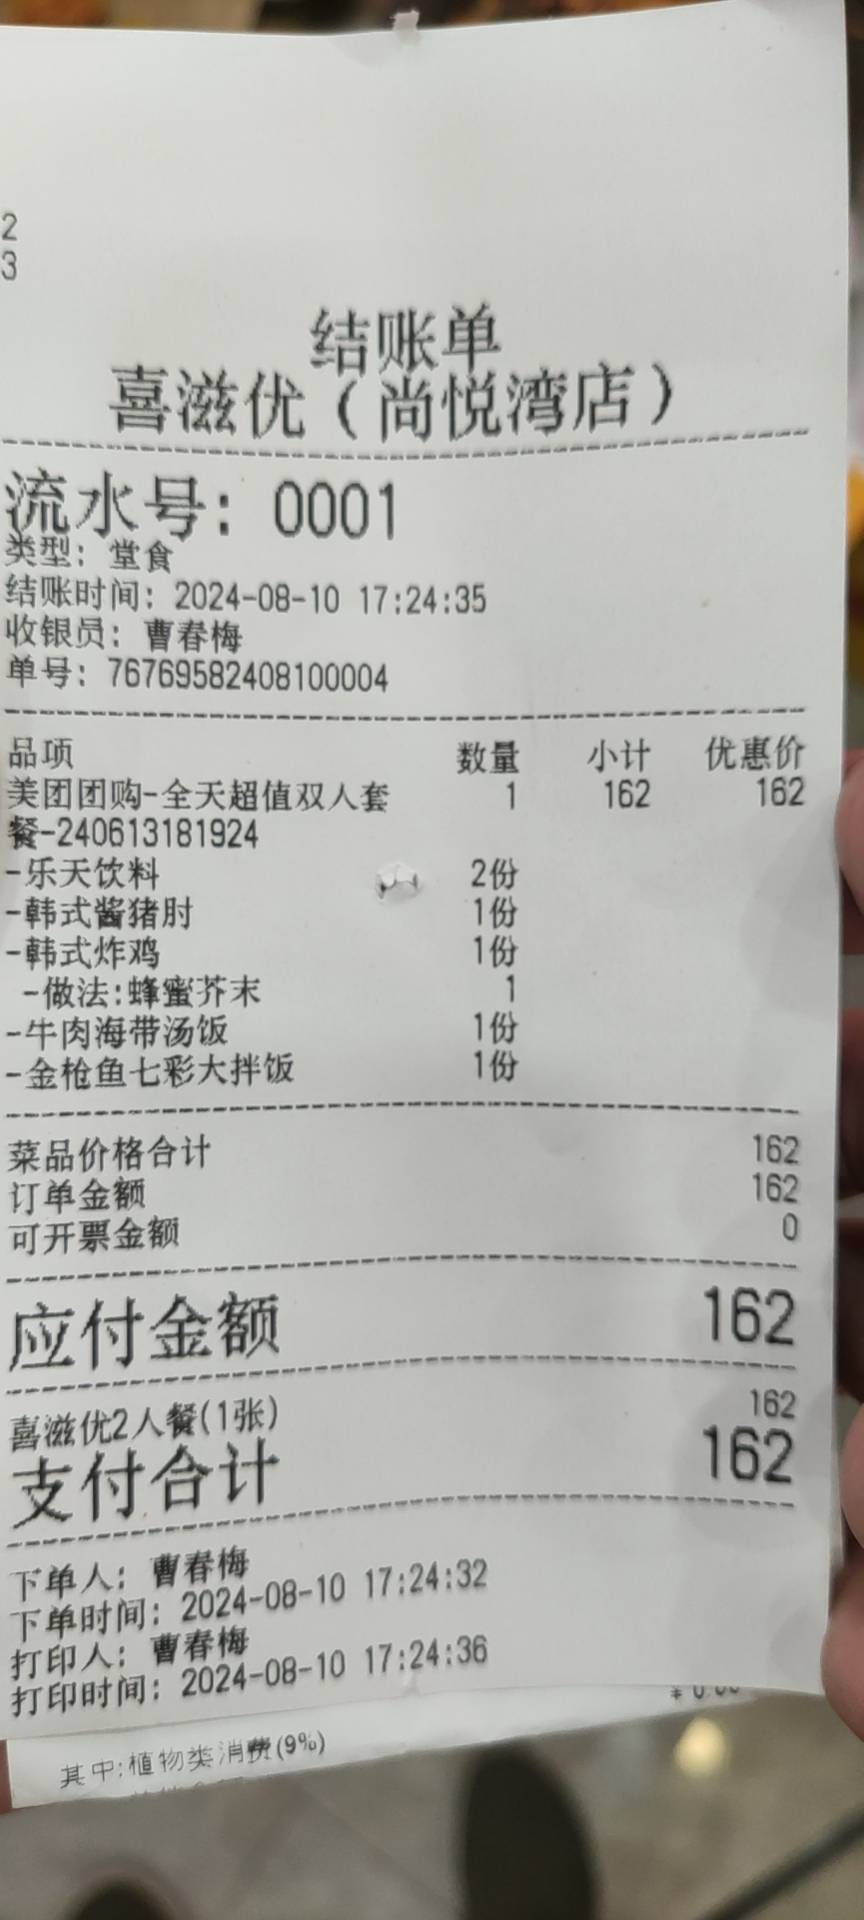 2
3
结账单
喜滋优（尚悦湾店）
流水号：0001
类型：堂食
结账时间：2024-08-10 17:24:35
收银员：曹春梅
单号：76769582408100004
品项 数量 小计 优惠价
美团团购-全天超值双人套 1 162 162
餐-240613181924
-乐天饮料 2份
-韩式酱猪肘 1份
-韩式炸鸡 1份
-做法:蜂蜜芥末 1
-牛肉海带汤饭 1份
-金枪鱼七彩大拌饭 1份
菜品价格合计 162
订单金额 162
可开票金额 0
应付金额 162
喜滋优2人餐(1张) 162
支付合计 162
下单人：曹春梅
下单时间：2024-08-10 17:24:32
打印人：曹春梅
打印时间：2024-08-10 17:24:36
其中:植物类消费(9%)